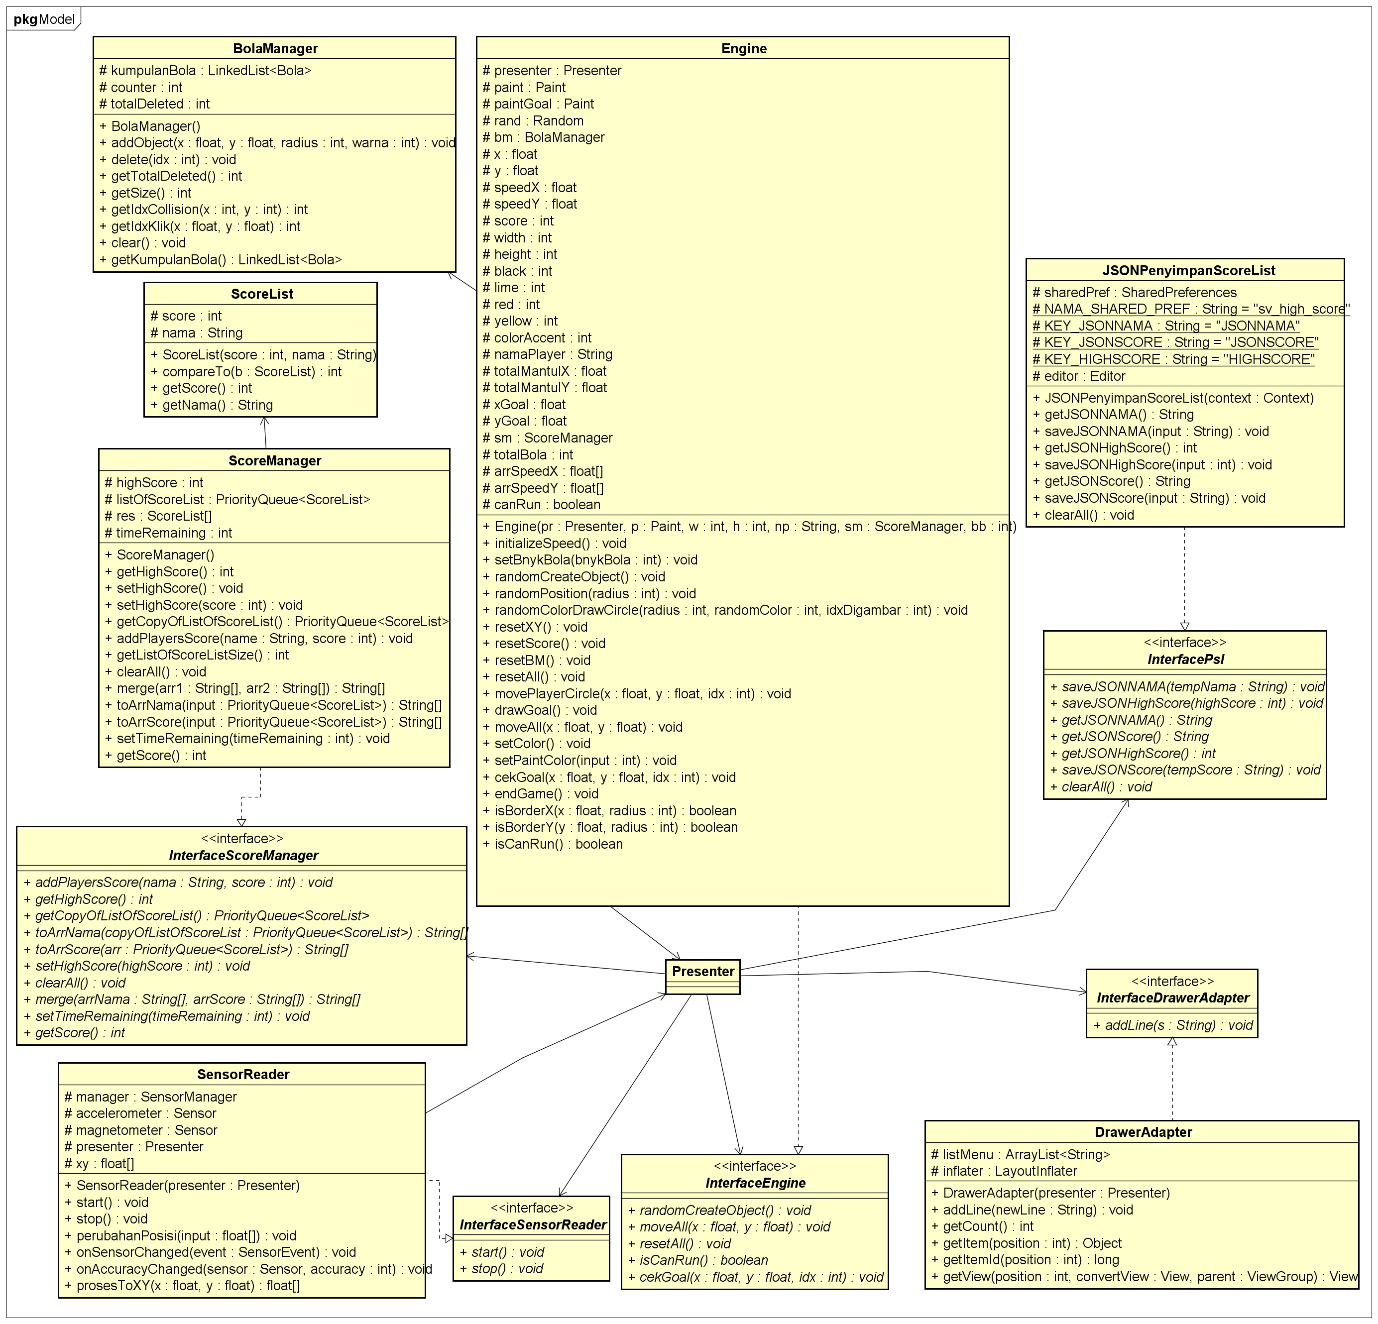 pkg Model
BolaManager
# kumpulanBola : LinkedList<Bola>
# counter : int
# totalDeleted : int
+ BolaManager()
+ addObject(x : float, y : float, radius : int, warna : int) : void
+ delete(idx : int) : void
+ getTotalDeleted() : int
+ getSize() : int
+ getIdxCollision(x : int, y : int) : int
+ getIdxKlik(x : float, y : float) : int
+ clear() : void
+ getKumpulanBola() : LinkedList<Bola>
ScoreList
# score : int
# nama : String
+ ScoreList(score : int, nama : String)
+ compareTo(b : ScoreList) : int
+ getScore() : int
+ getNama() : String
ScoreManager
# highScore : int
# listOfScoreList : PriorityQueue<ScoreList>
# res : ScoreList[]
# timeRemaining : int
+ ScoreManager()
+ getHighScore() : int
+ setHighScore() : void
+ setHighScore(score : int) : void
+ getCopyOfListOfScoreList() : PriorityQueue<ScoreList>
+ addPlayersScore(name : String, score : int) : void
+ getListOfScoreListSize() : int
+ clearAll() : void
+ merge(arr1 : String[], arr2 : String[]) : String[]
+ toArrNama(input : PriorityQueue<ScoreList>) : String[]
+ toArrScore(input : PriorityQueue<ScoreList>) : String[]
+ setTimeRemaining(timeRemaining : int) : void
+ getScore() : int
<<interface>>
InterfaceScoreManager
+ addPlayersScore(nama : String, score : int) : void
+ getHighScore() : int
+ getCopyOfListOfScoreList() : PriorityQueue<ScoreList>
+ toArrNama(copyOfListOfScoreList : PriorityQueue<ScoreList>) : String[]
+ toArrScore(arr : PriorityQueue<ScoreList>) : String[]
+ setHighScore(highScore : int) : void
+ clearAll() : void
+ merge(arrNama : String[], arrScore : String[]) : String[]
+ setTimeRemaining(timeRemaining : int) : void
+ getScore() : int
SensorReader
# manager : SensorManager
# accelerometer : Sensor
# magnetometer : Sensor
# presenter : Presenter
# xy : float[]
+ SensorReader(presenter : Presenter)
+ start() : void
+ stop() : void
+ perubahanPosisi(input : float[]) : void
+ onSensorChanged(event : SensorEvent) : void
+ onAccuracyChanged(sensor : Sensor, accuracy : int) : void
+ prosesToXY(x : float, y : float) : float[]
Engine
# presenter : Presenter
# paint : Paint
# paintGoal : Paint
# rand : Random
# bm : BolaManager
# x : float
# y : float
# speedX : float
# speedY : float
# score : int
# width : int
# height : int
# black : int
# lime : int
# red : int
# yellow : int
# colorAccent : int
# namaPlayer : String
# totalMantulX : float
# totalMantulY : float
# xGoal : float
# yGoal : float
# sm : ScoreManager
# totalBola : int
# arrSpeedX : float[]
# arrSpeedY : float[]
# canRun : boolean
+ Engine(pr : Presenter, p : Paint, w : int, h : int, np : String, sm : ScoreManager, bb : int)
+ initializeSpeed() : void
+ setBnykBola(bnykBola : int) : void
+ randomCreateObject() : void
+ randomPosition(radius : int) : void
+ randomColorDrawCircle(radius : int, randomColor : int, idxDigambar : int) : void
+ resetXY() : void
+ resetScore() : void
+ resetBM() : void
+ resetAll() : void
+ movePlayerCircle(x : float, y : float, idx : int) : void
+ drawGoal() : void
+ moveAll(x : float, y : float) : void
+ setColor() : void
+ setPaintColor(input : int) : void
+ cekGoal(x : float, y : float, idx : int) : void
+ endGame() : void
+ isBorderX(x : float, radius : int) : boolean
+ isBorderY(y : float, radius : int) : boolean
+ isCanRun() : boolean
Presenter
<<interface>>
InterfaceSensorReader
+ start() : void
+ stop() : void
<<interface>>
InterfaceEngine
+ randomCreateObject() : void
+ moveAll(x : float, y : float) : void
+ resetAll() : void
+ isCanRun() : boolean
+ cekGoal(x : float, y : float, idx : int) : void
JSONPenyimpanScoreList
# sharedPref : SharedPreferences
# NAMA_SHARED_PREF : String = "sv_high_score"
# KEY_JSONNAMA : String = "JSONNAMA"
# KEY_JSONSCORE : String = "JSONSCORE"
# KEY_HIGHSCORE : String = "HIGHSCORE"
# editor : Editor
+ JSONPenyimpanScoreList(context : Context)
+ getJSONNAMA() : String
+ saveJSONNAMA(input : String) : void
+ getJSONHighScore() : int
+ saveJSONHighScore(input : int) : void
+ getJSONScore() : String
+ saveJSONScore(input : String) : void
+ clearAll() : void
<<interface>>
InterfacePsl
+ saveJSONNAMA(tempNama : String) : void
+ saveJSONHighScore(highScore : int) : void
+ getJSONNAMA() : String
+ getJSONScore() : String
+ getJSONHighScore() : int
+ saveJSONScore(tempScore : String) : void
+ clearAll() : void
<<interface>>
InterfaceDrawerAdapter
+ addLine(s : String) : void
DrawerAdapter
# listMenu : ArrayList<String>
# inflater : LayoutInflater
+ DrawerAdapter(presenter : Presenter)
+ addLine(newLine : String) : void
+ getCount() : int
+ getItem(position : int) : Object
+ getItemId(position : int) : long
+ getView(position : int, convertView : View, parent : ViewGroup) : View